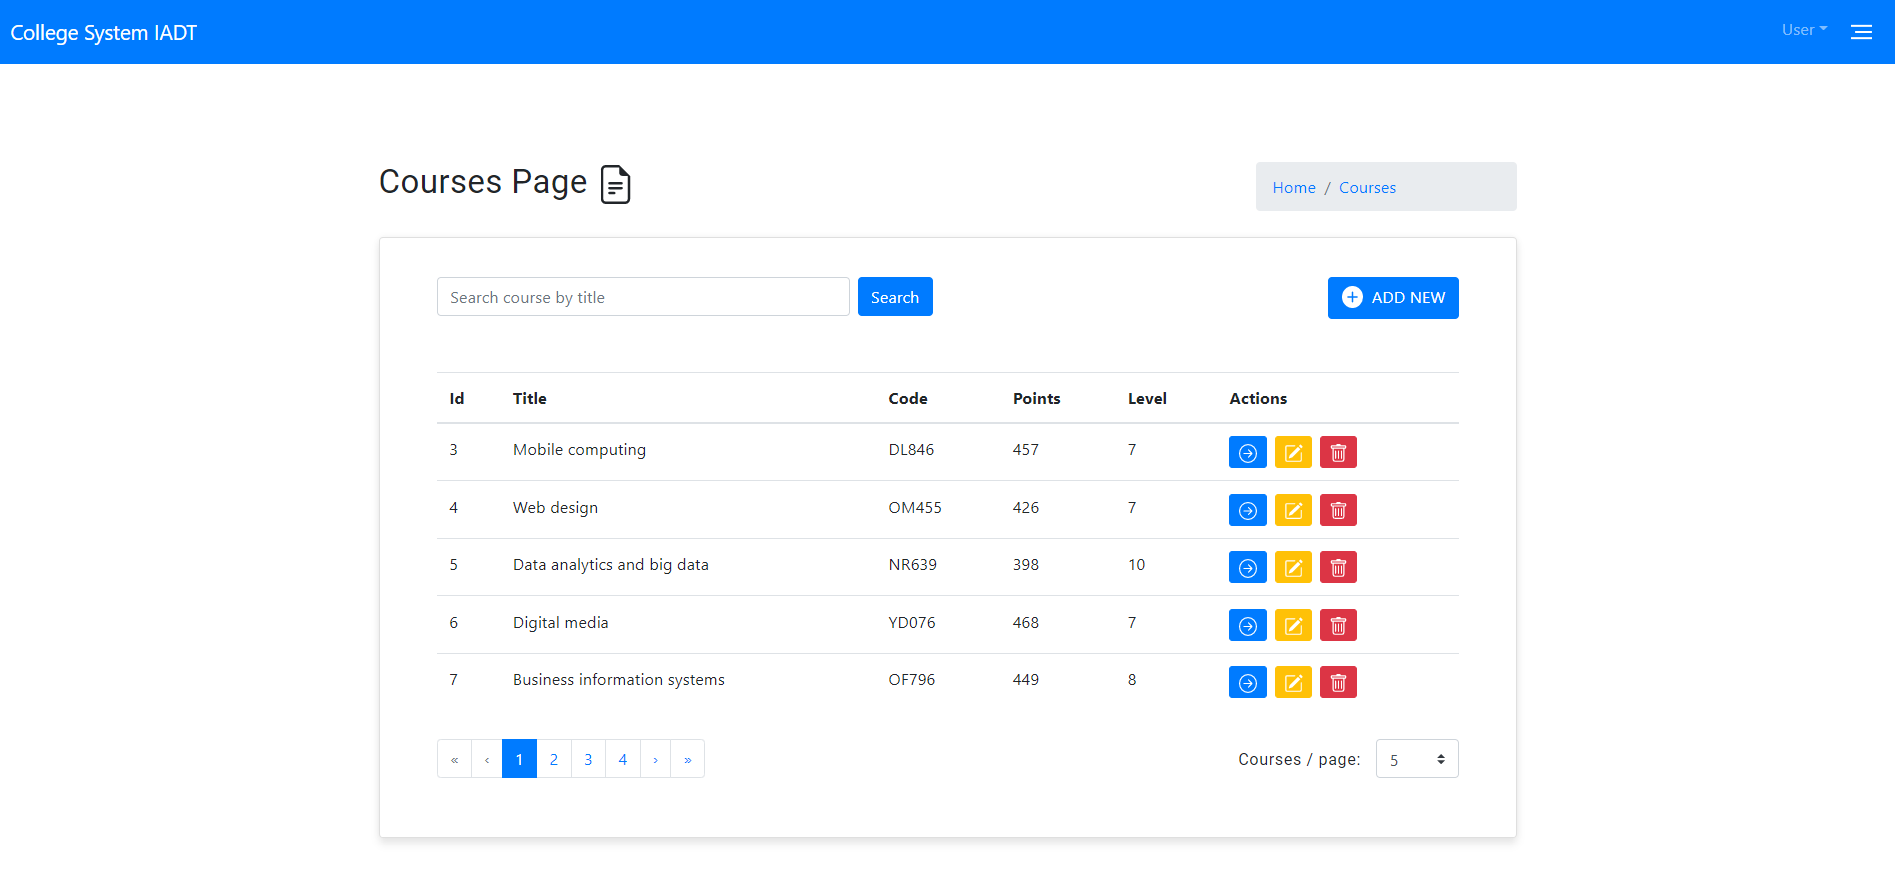 College System IADT
User
Courses Page
Home / Courses
Search course by title
Search
ADD NEW
Id Title Code Points Level Actions
3 Mobile computing DL846 457 7
4 Web design OM455 426 7
5 Data analytics and big data NR639 398 10
6 Digital media YD076 468 7
7 Business information systems OF796 449 8
« ‹ 1 2 3 4 › »
Courses / page: 5